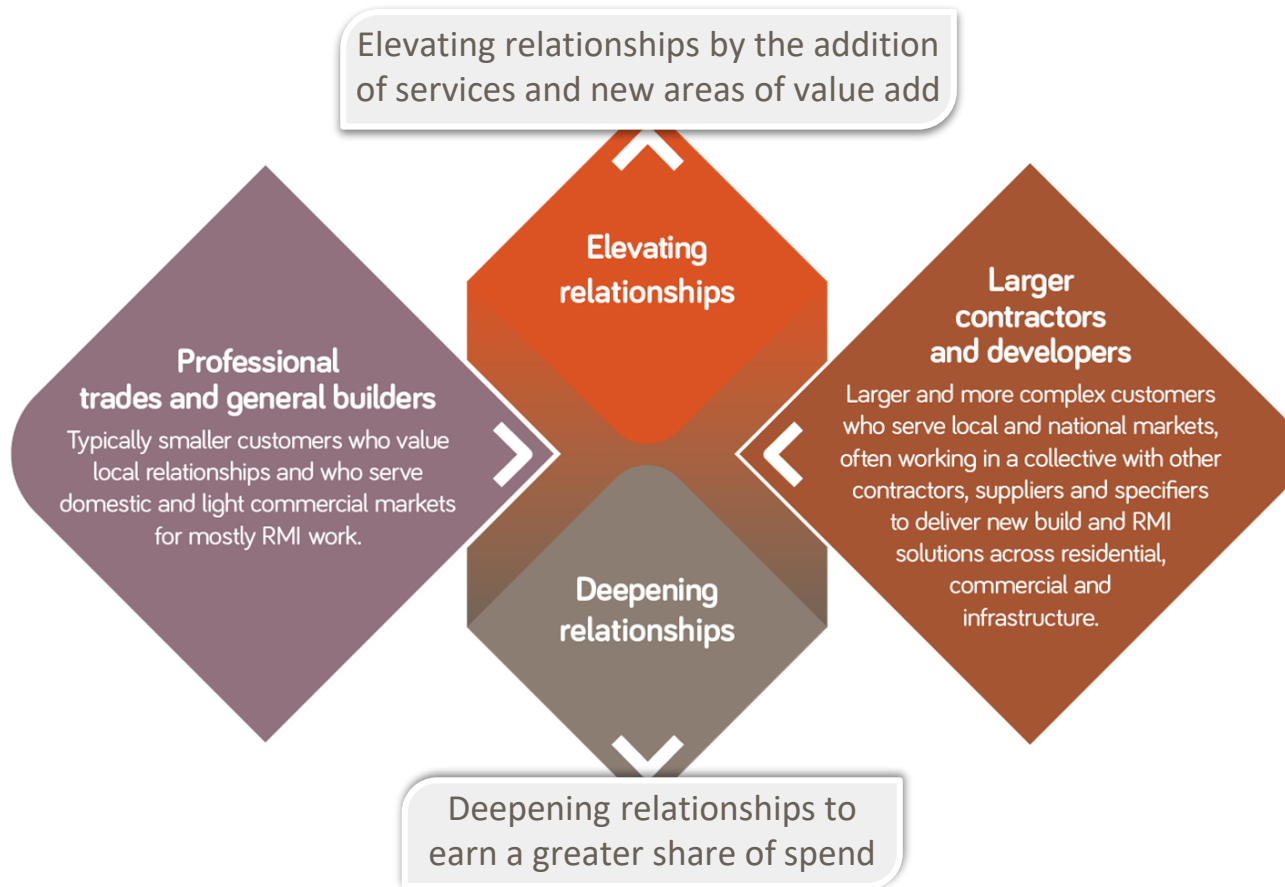 Elevating relationships by the addition
of services and new areas of value add
Elevating
relationships
Professional
trades and general builders
Typically smaller customers who value
local relationships and who serve
domestic and light commercial markets
for mostly RMI work.
Larger
contractors
and developers
Larger and more complex customers
who serve local and national markets,
often working in a collective with other
contractors, suppliers and specifiers
to deliver new build and RMI
solutions across residential,
commercial and
infrastructure.
Deepening
relationships
Deepening relationships to
earn a greater share of spend